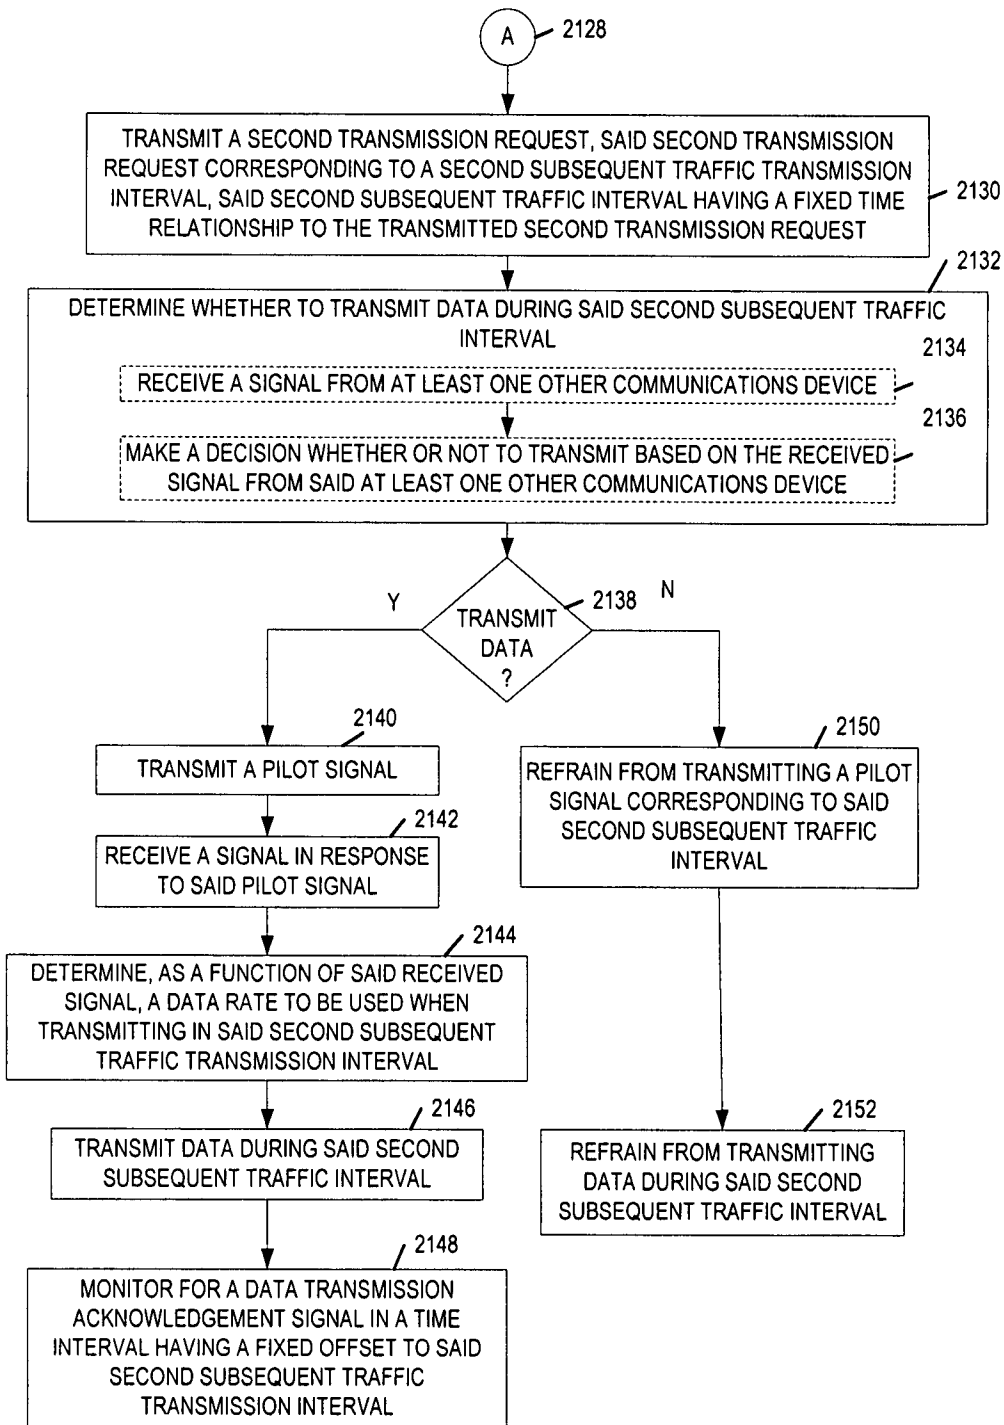 A
2128
TRANSMIT A SECOND TRANSMISSION REQUEST, SAID SECOND TRANSMISSION
REQUEST CORRESPONDING TO A SECOND SUBSEQUENT TRAFFIC TRANSMISSION
INTERVAL, SAID SECOND SUBSEQUENT TRAFFIC INTERVAL HAVING A FIXED TIME
RELATIONSHIP TO THE TRANSMITTED SECOND TRANSMISSION REQUEST
2130
2132
DETERMINE WHETHER TO TRANSMIT DATA DURING SAID SECOND SUBSEQUENT TRAFFIC
INTERVAL
2134
RECEIVE A SIGNAL FROM AT LEAST ONE OTHER COMMUNICATIONS DEVICE
2136
MAKE A DECISION WHETHER OR NOT TO TRANSMIT BASED ON THE RECEIVED
SIGNAL FROM SAID AT LEAST ONE OTHER COMMUNICATIONS DEVICE
Y
2138
N
TRANSMIT
DATA
?
2140
TRANSMIT A PILOT SIGNAL
2142
RECEIVE A SIGNAL IN RESPONSE
TO SAID PILOT SIGNAL
2144
DETERMINE, AS A FUNCTION OF SAID RECEIVED
SIGNAL, A DATA RATE TO BE USED WHEN
TRANSMITTING IN SAID SECOND SUBSEQUENT
TRAFFIC TRANSMISSION INTERVAL
2146
TRANSMIT DATA DURING SAID SECOND
SUBSEQUENT TRAFFIC INTERVAL
2148
MONITOR FOR A DATA TRANSMISSION
ACKNOWLEDGEMENT SIGNAL IN A TIME
INTERVAL HAVING A FIXED OFFSET TO SAID
SECOND SUBSEQUENT TRAFFIC
TRANSMISSION INTERVAL
2150
REFRAIN FROM TRANSMITTING A PILOT
SIGNAL CORRESPONDING TO SAID
SECOND SUBSEQUENT TRAFFIC
INTERVAL
2152
REFRAIN FROM TRANSMITTING
DATA DURING SAID SECOND
SUBSEQUENT TRAFFIC INTERVAL